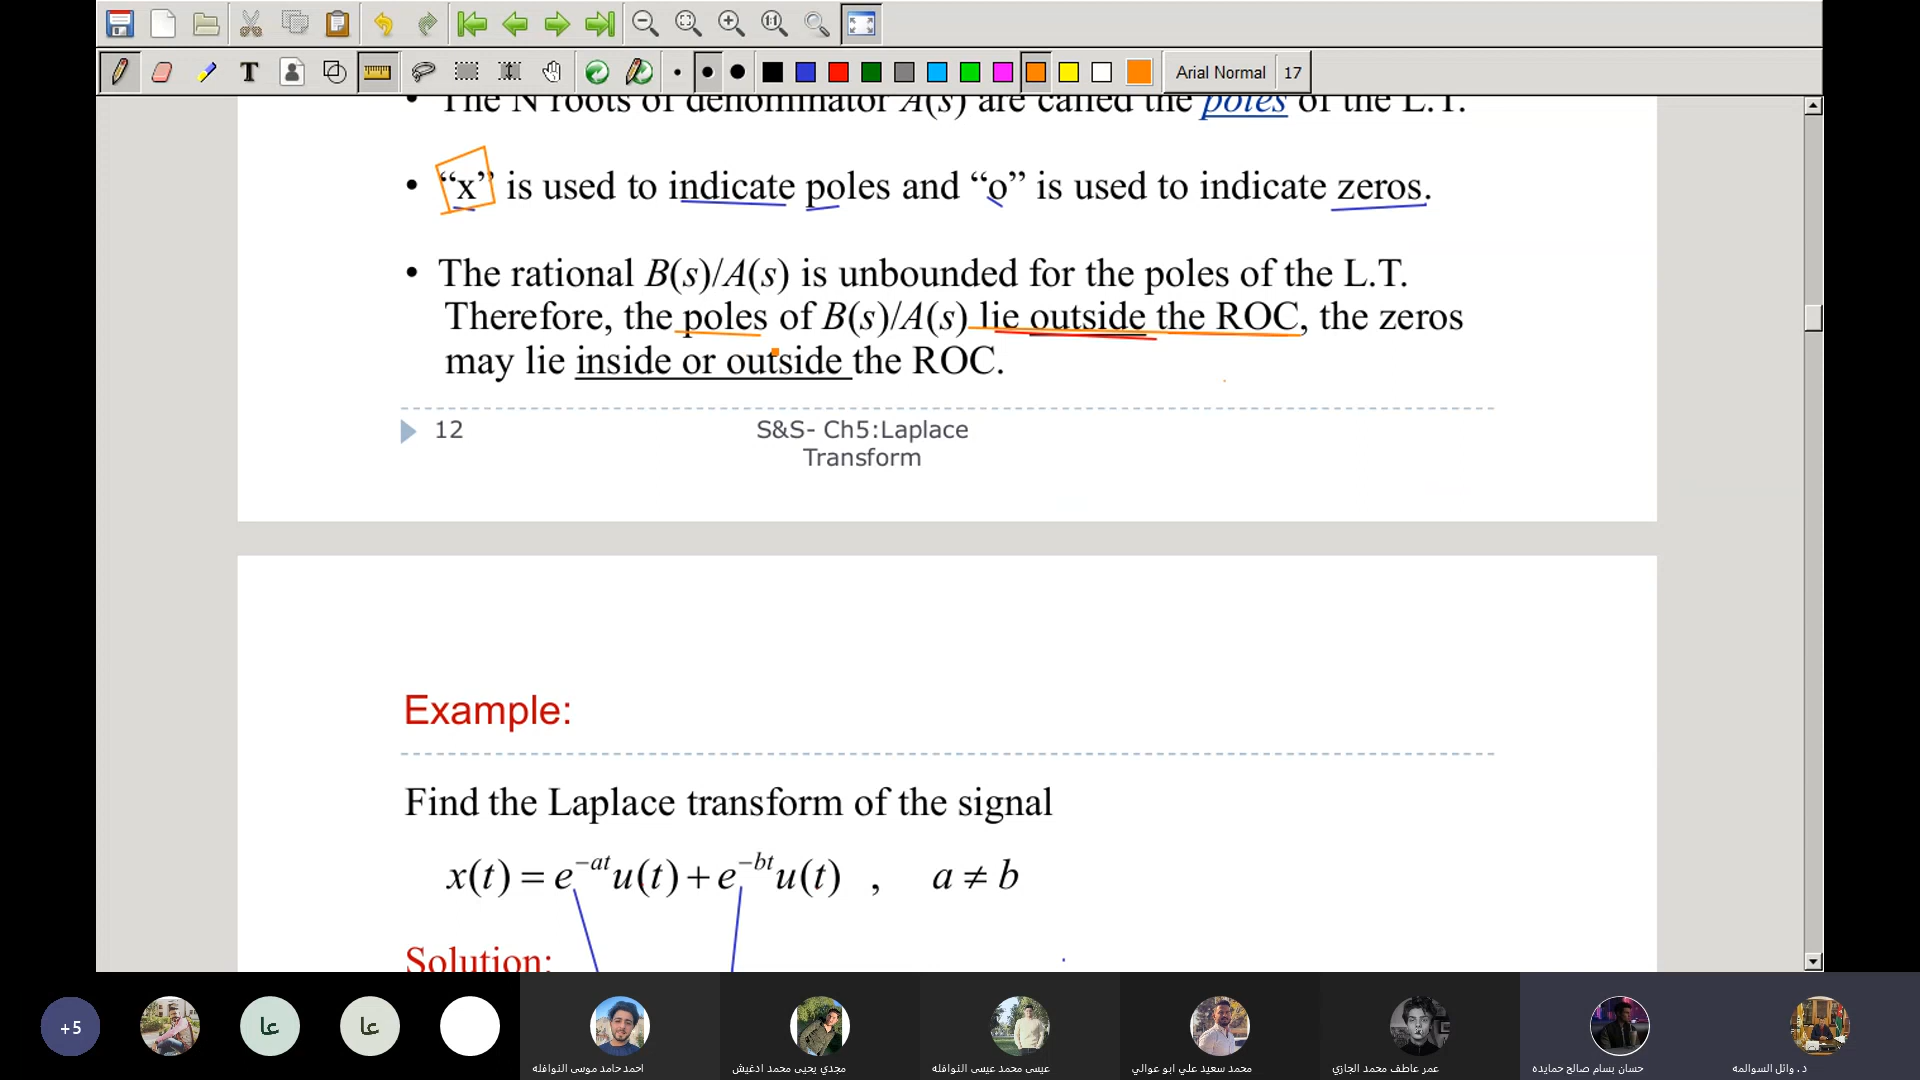 T
1:1
Arial Normal 17
• The N roots of denominator A(s) are called the poles of the L.T.
• “x” is used to indicate poles and “o” is used to indicate zeros.
• The rational B(s)/A(s) is unbounded for the poles of the L.T.
Therefore, the poles of B(s)/A(s) lie outside the ROC, the zeros
may lie inside or outside the ROC.
12
S&S- Ch5:Laplace
Transform
Example:
Find the Laplace transform of the signal
x(t) = e^{-at}u(t) + e^{-bt}u(t) , a ≠ b
Solution:
+5
عا
عا
احمد حامد موسى النوافله
مجدي يحيى محمد ادغيش
عيسى محمد عيسى النوافله
محمد سعيد علي ابو عوالي
عمر عاطف محمد الجازي
حسان بسام صالح حمايده
د. وائل السوالمه